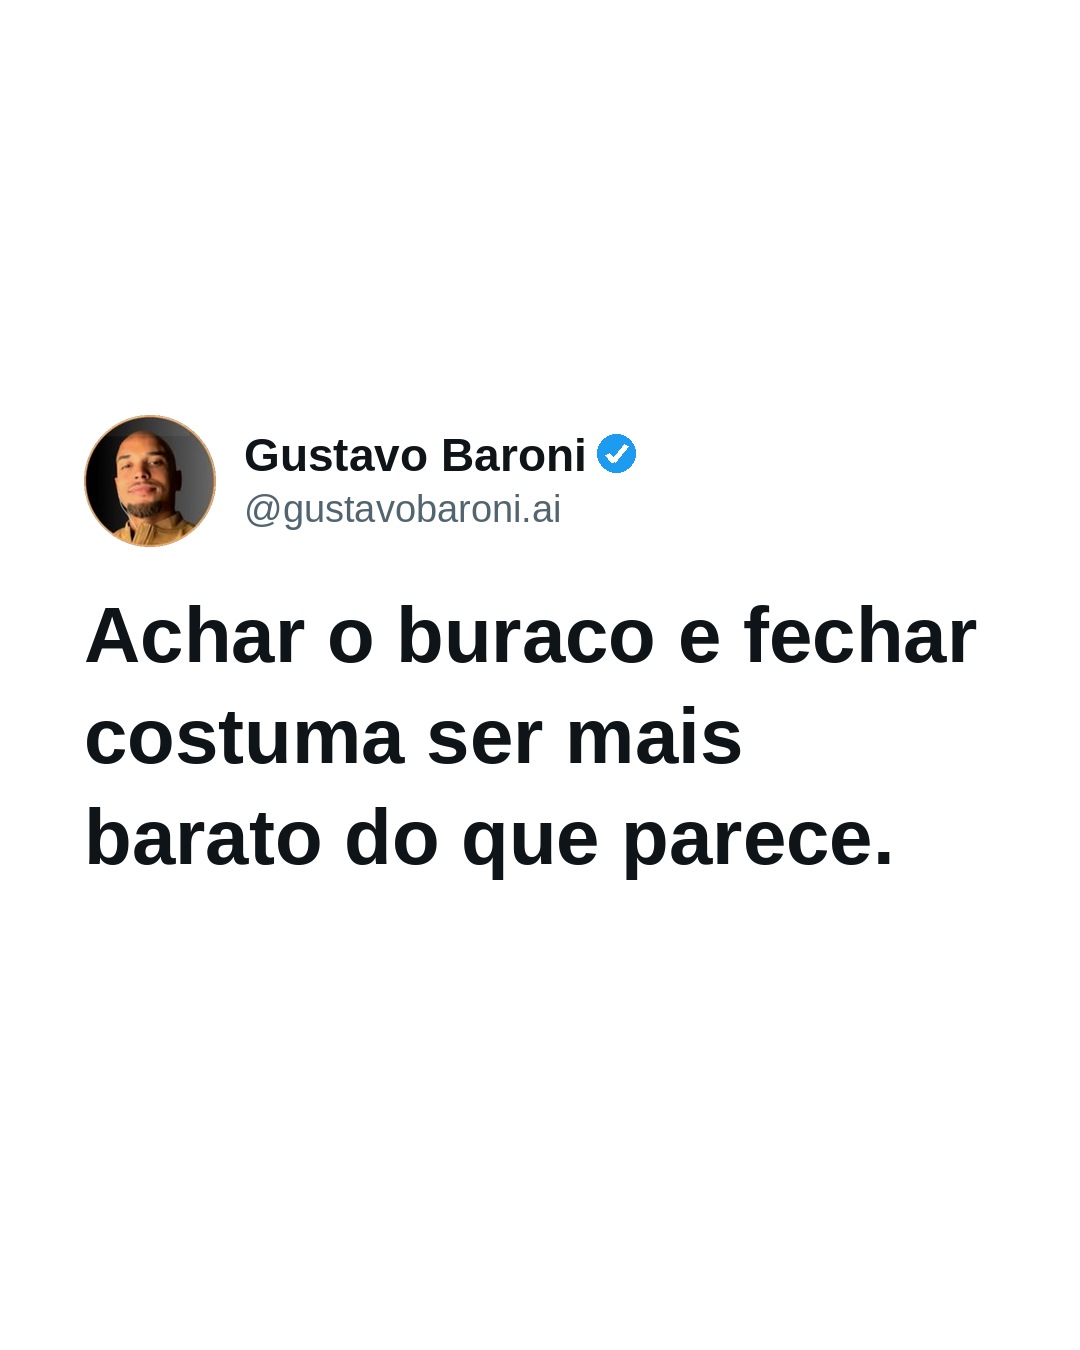 Gustavo Baroni
@gustavobaroni.ai
Achar o buraco e fechar
costuma ser mais
barato do que parece.